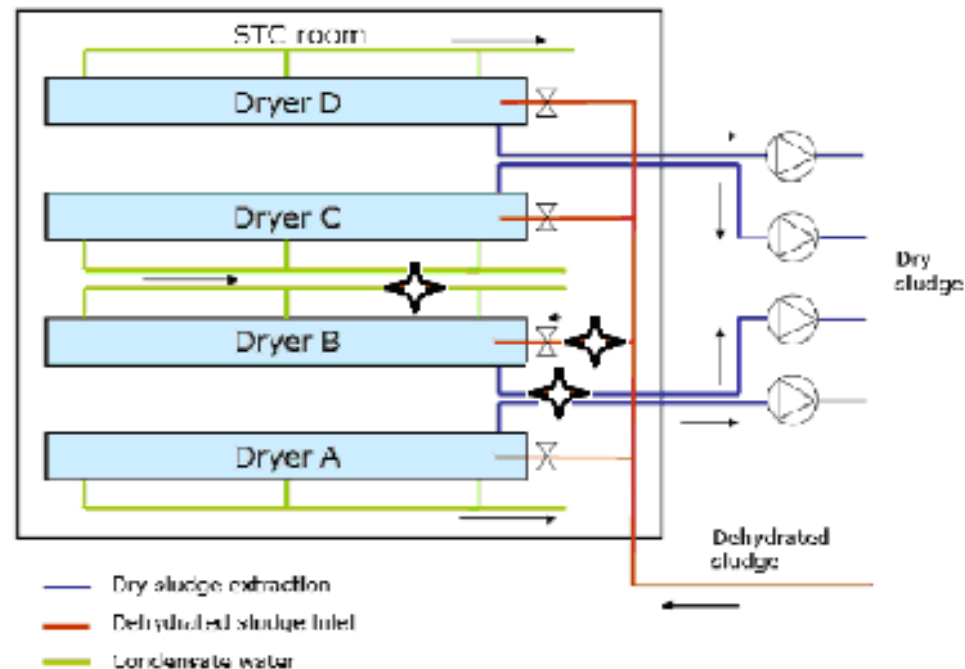 STC room
Dryer D
Dryer C
Dry
sludge
Dryer B
Dryer A
Dehydrated
sludge
Dry sludge extraction
Dehydrated sludge inlet
Condensate water